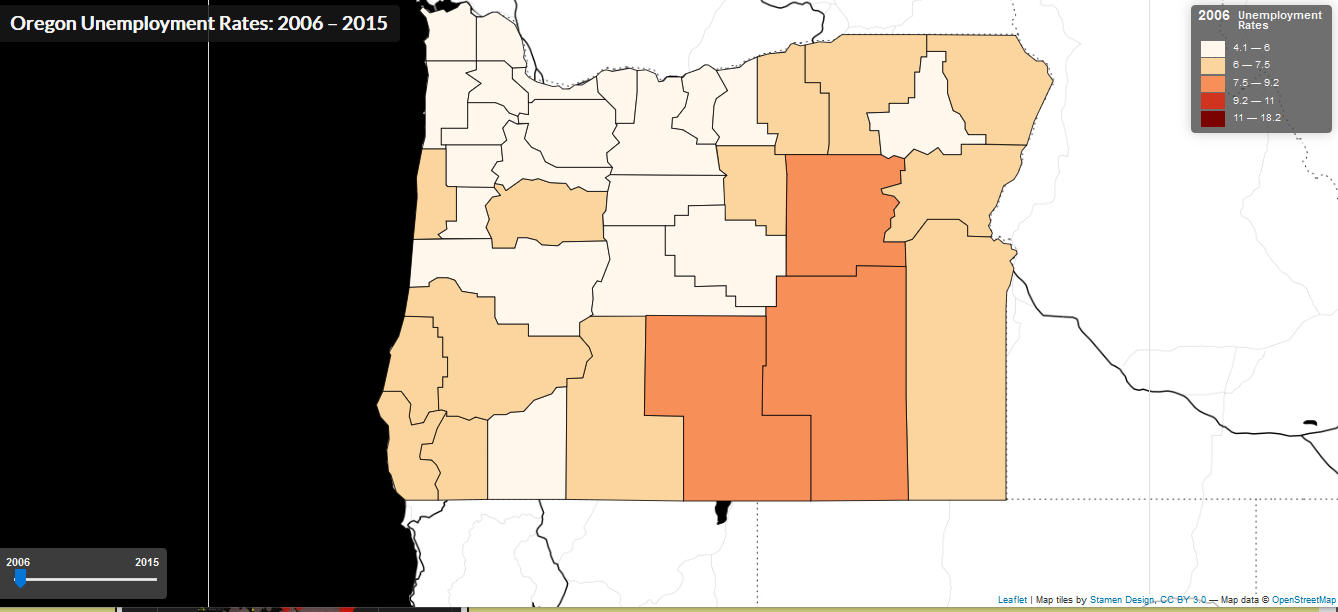 Oregon Unemployment Rates: 2006 – 2015
2006 Unemployment
Rates
4.1 — 6
6 — 7.5
7.5 — 9.2
9.2 — 11
11 — 18.2
2006 2015
Leaflet | Map tiles by Stamen Design, CC BY 3.0 — Map data © OpenStreetMap